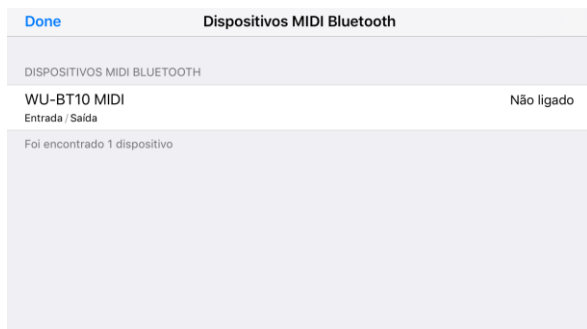 Done
Dispositivos MIDI Bluetooth
DISPOSITIVOS MIDI BLUETOOTH
WU-BT10 MIDI
Não ligado
Entrada / Saída
Foi encontrado 1 dispositivo